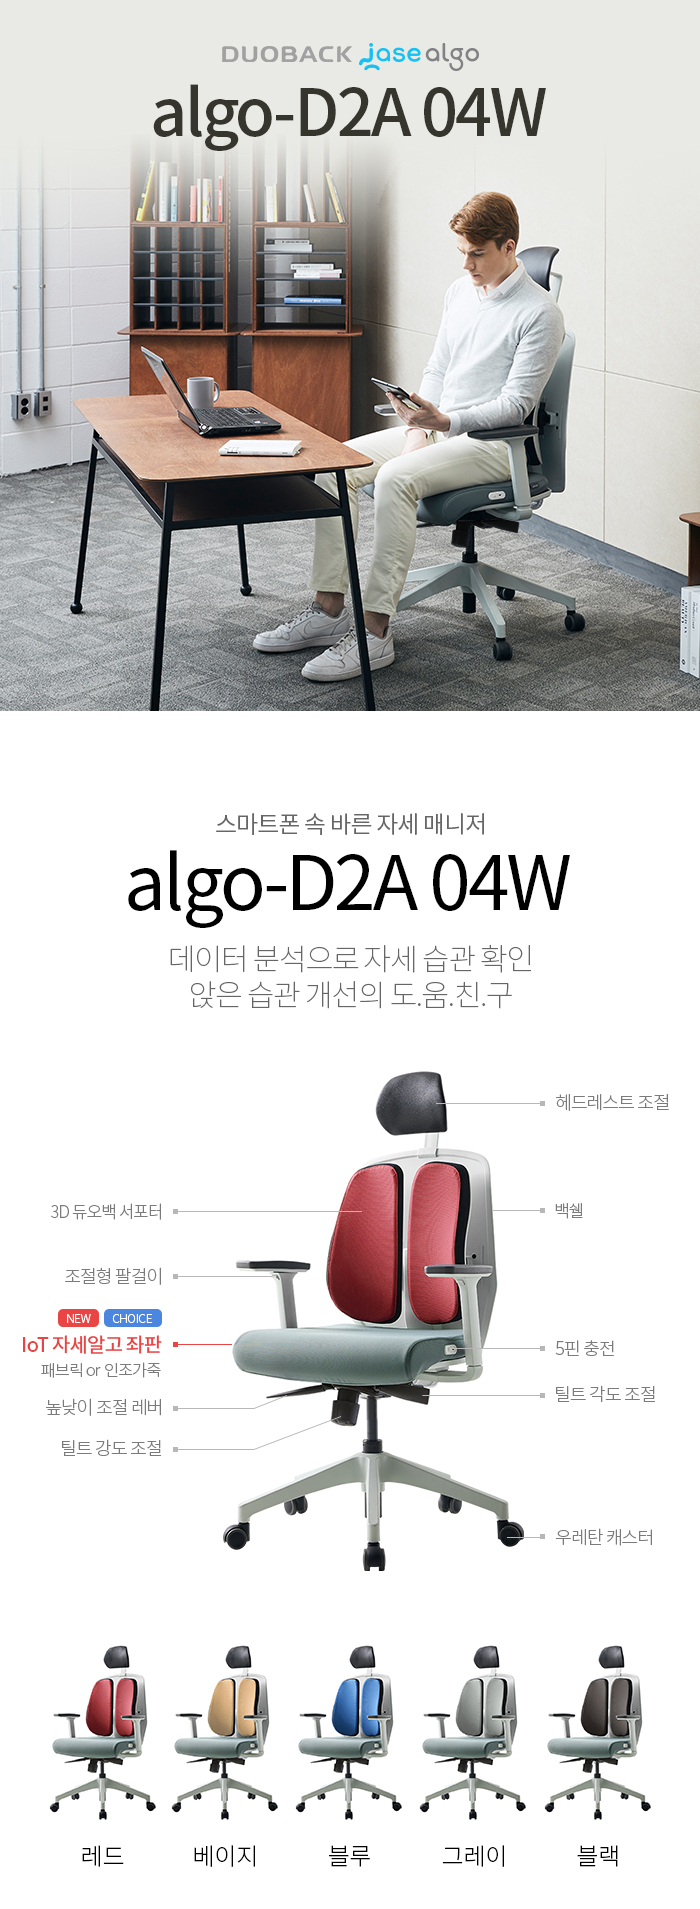 DUOBACK jase algo
algo-D2A 04W
스마트폰 속 바른 자세 매니저
algo-D2A 04W
데이터 분석으로 자세 습관 확인
앉은 습관 개선의 도.움.친.구
헤드레스트 조절
3D 듀오백 서포터
백쉘
조절형 팔걸이
NEW CHOICE
IoT 자세알고 좌판
패브릭 or 인조가죽
5핀 충전
높낮이 조절 레버
틸트 각도 조절
틸트 강도 조절
우레탄 캐스터
레드
베이지
블루
그레이
블랙